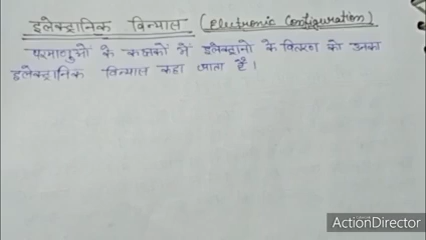 इलेक्ट्रानिक विन्यास (Electronic Configuration)
परमाणुओ के कक्षको में इलेक्ट्रानो के वितरण को उनका
इलेक्ट्रानिक विन्यास कहा जाता है।
ActionDirector